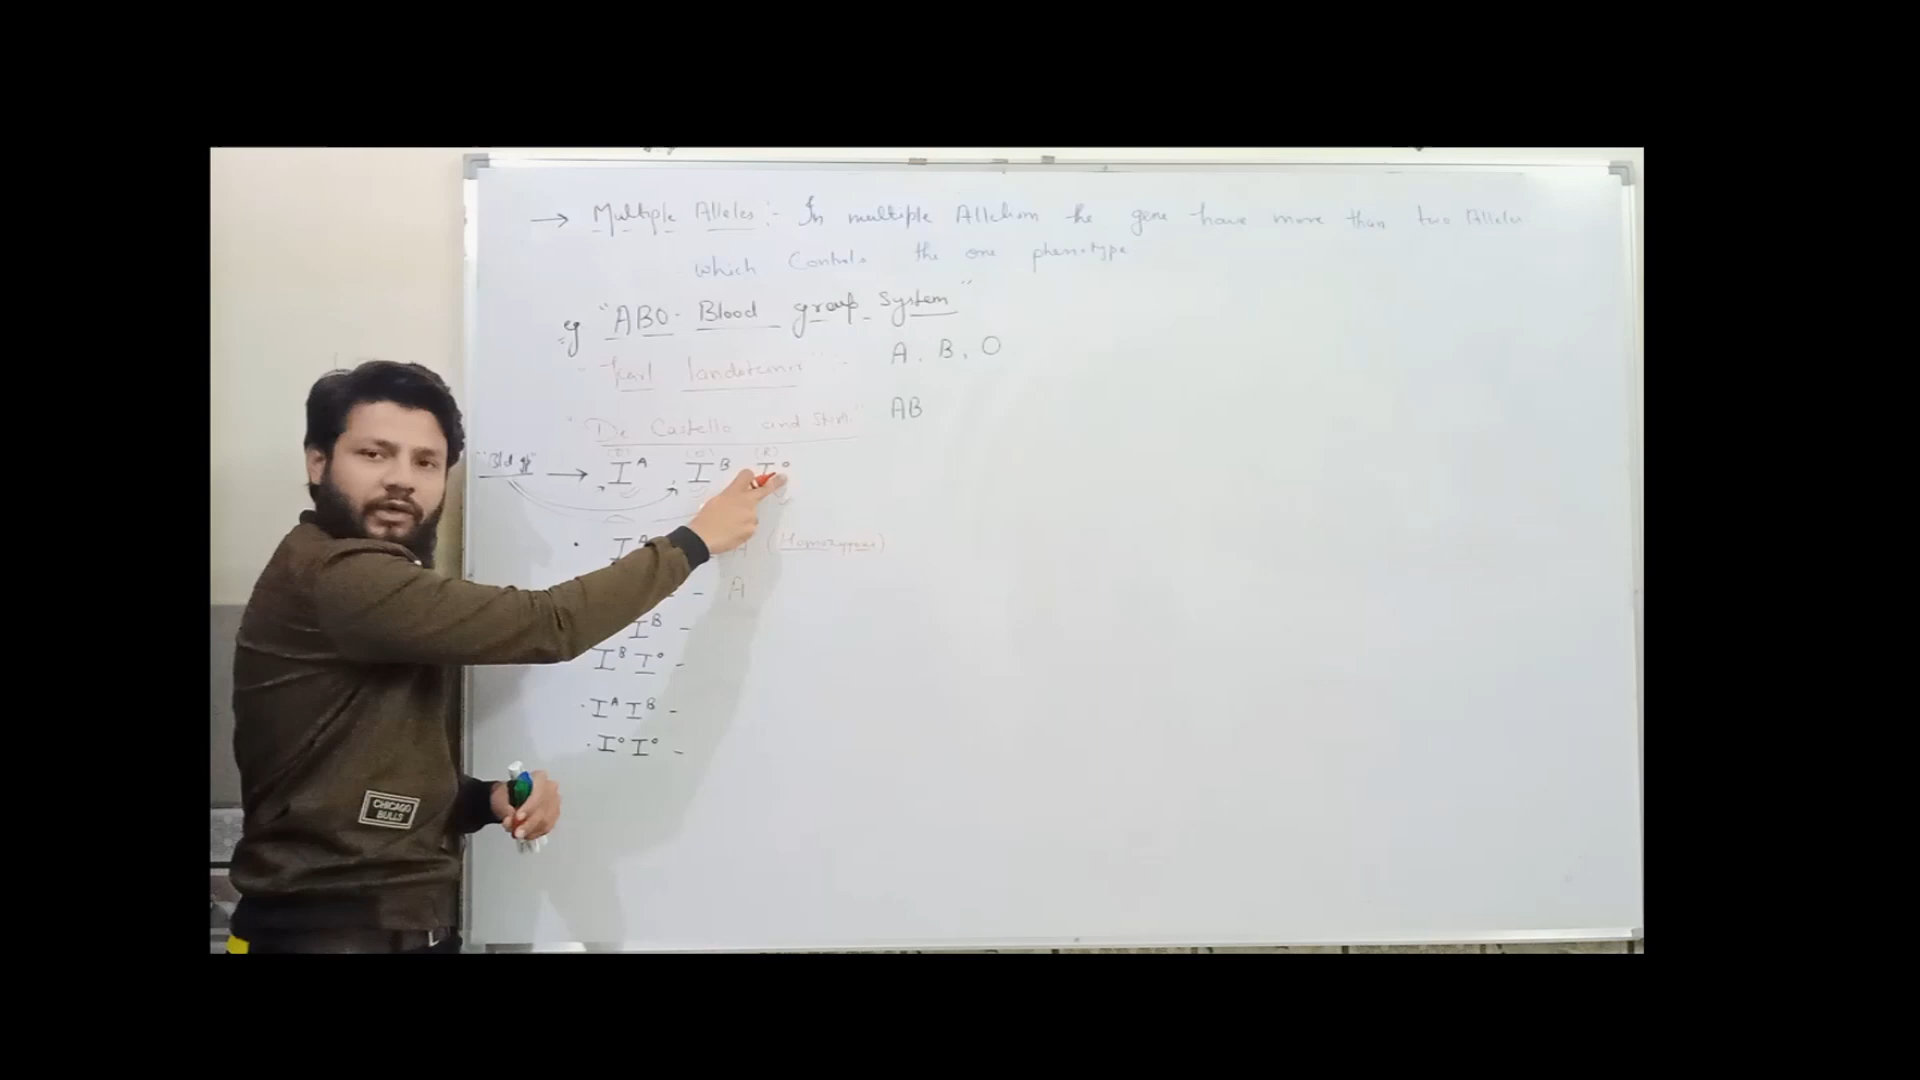 → Multiple Alleles :- In multiple Allelism the gene have more than two Alleles
which Controls the one phenotype
eg "ABO- Blood group System"
"Karl landsteiner" - A, B, O
"De Castello and " AB
"Bld gp" → (D) (D) (R)
I^A I^B I^o
· I^A A (Homozygous)
- A
I^B -
I^B I^o -
· I^A I^B -
· I^o I^o -
CHICAGO
BULLS